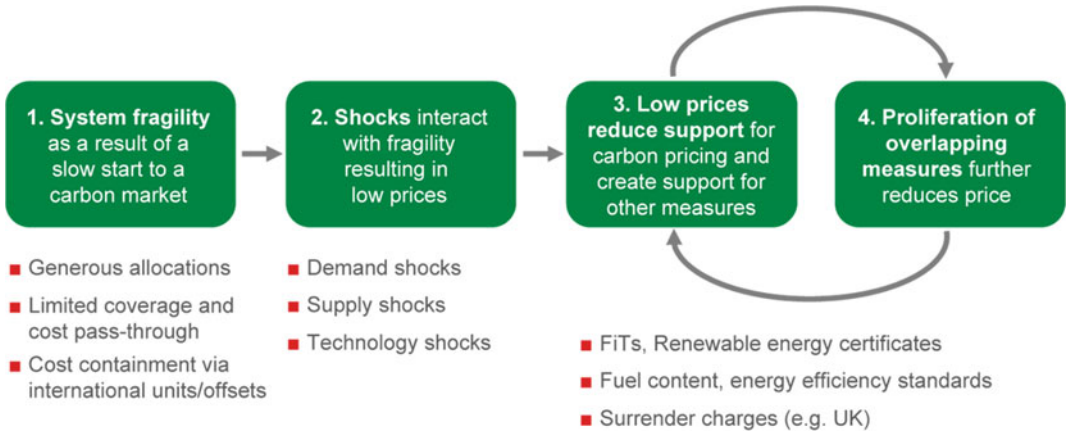 1. System fragility
as a result of a
slow start to a
carbon market
2. Shocks interact
with fragility
resulting in
low prices
3. Low prices
reduce support for
carbon pricing and
create support for
other measures
4. Proliferation of
overlapping
measures further
reduces price
Generous allocations
Limited coverage and
cost pass-through
Cost containment via
international units/offsets
Demand shocks
Supply shocks
Technology shocks
FiTs, Renewable energy certificates
Fuel content, energy efficiency standards
Surrender charges (e.g. UK)